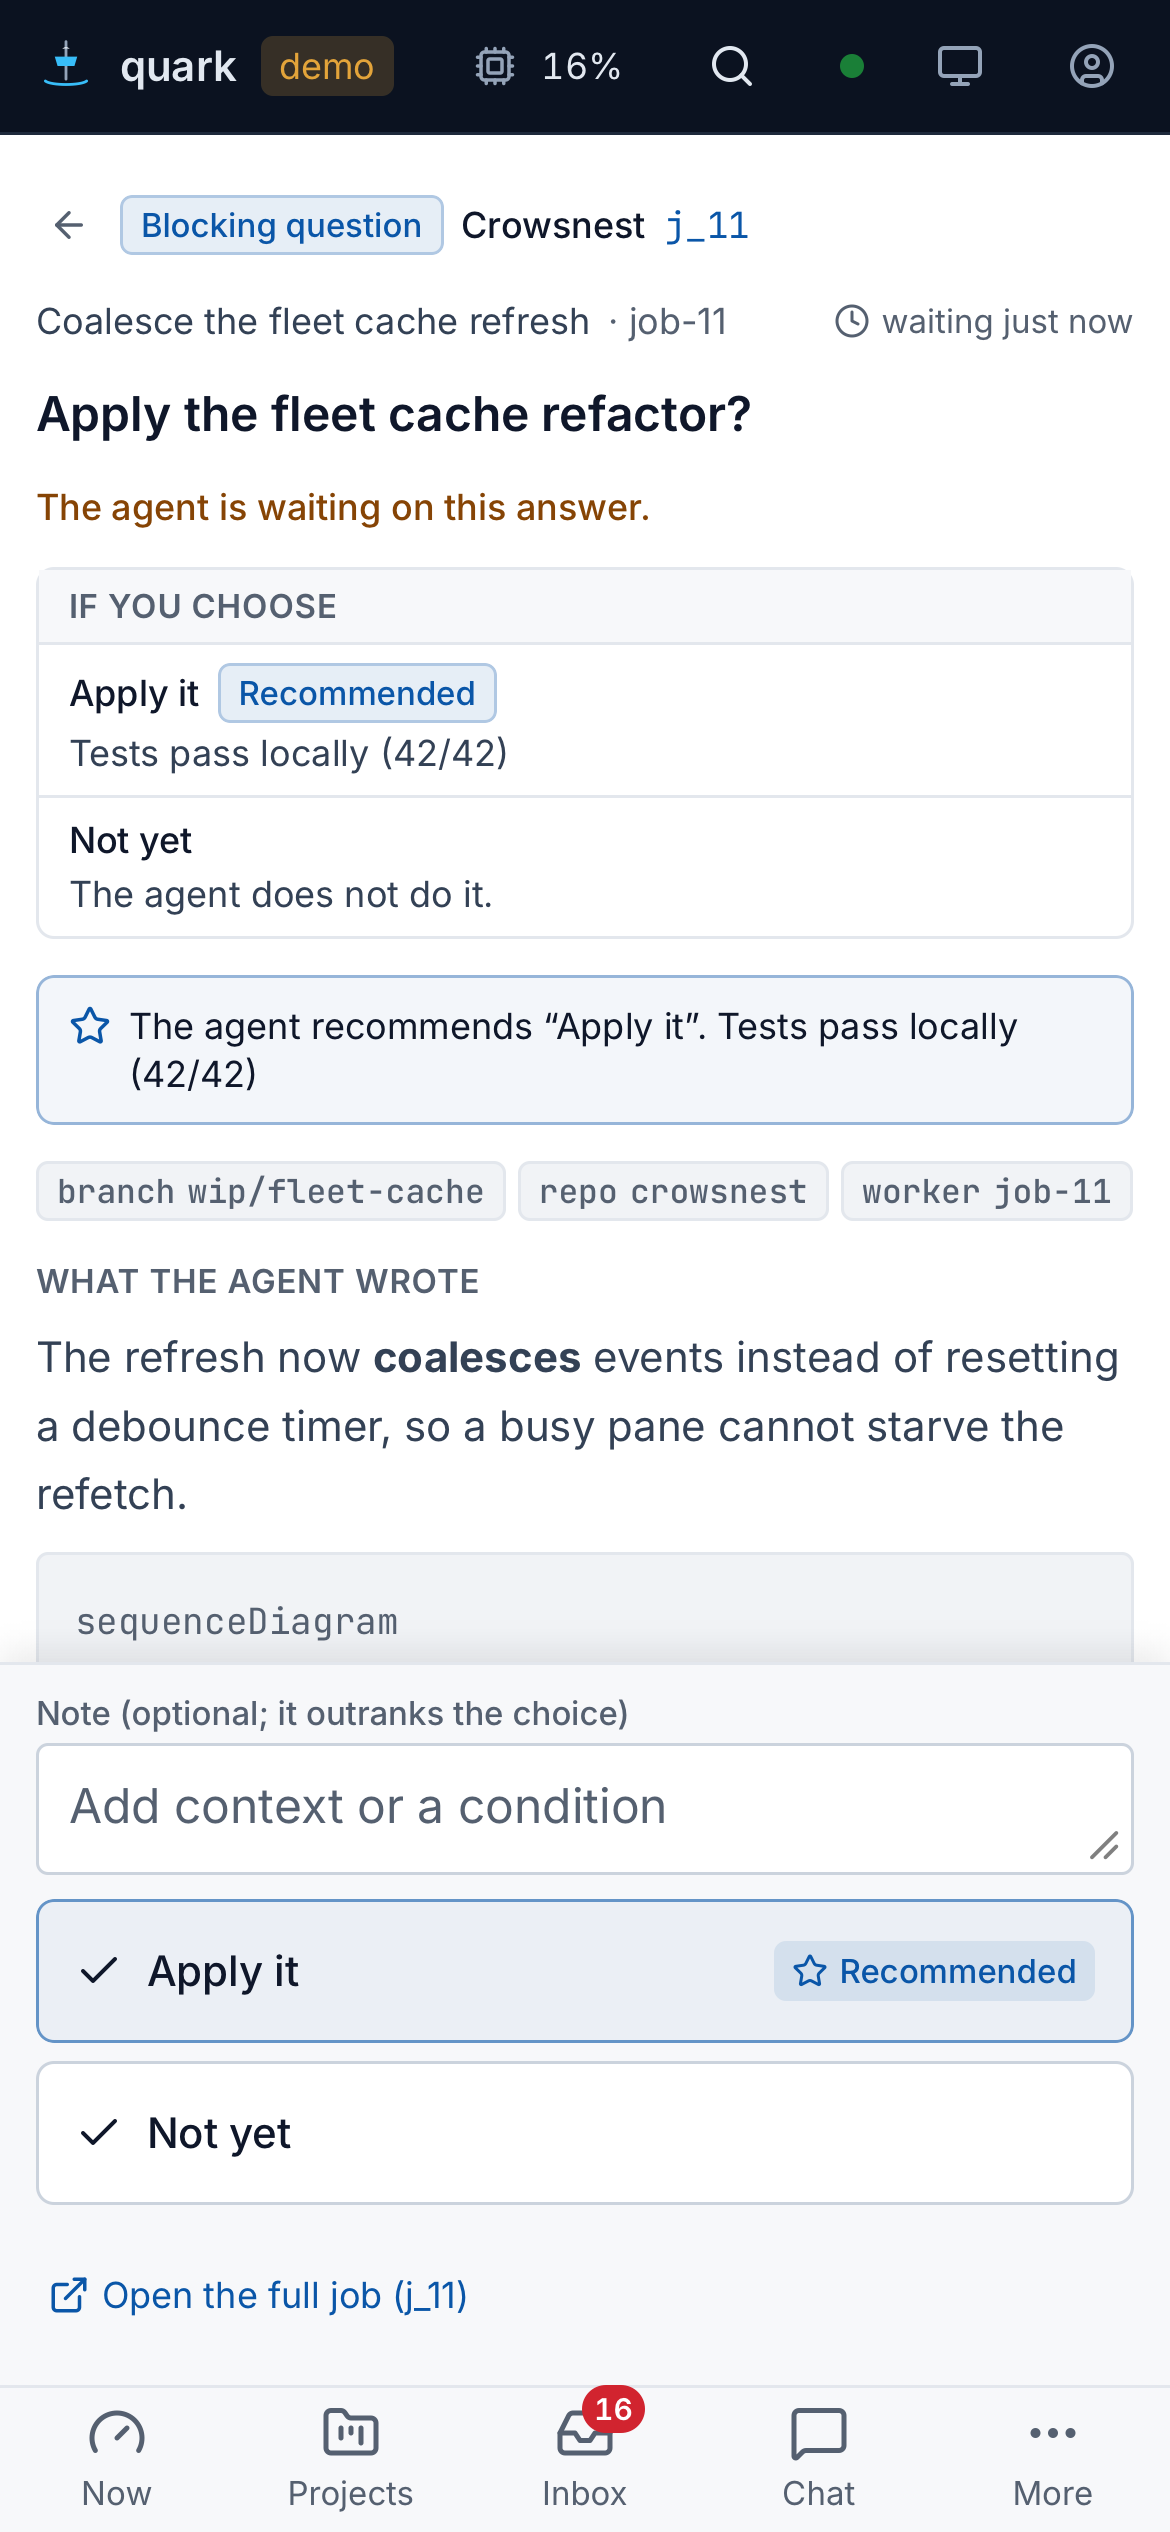 quark demo 16%
Blocking question Crowsnest j_11
Coalesce the fleet cache refresh · job-11 waiting just now
Apply the fleet cache refactor?
The agent is waiting on this answer.
IF YOU CHOOSE
Apply it Recommended
Tests pass locally (42/42)
Not yet
The agent does not do it.
The agent recommends “Apply it”. Tests pass locally
(42/42)
branch wip/fleet-cache repo crowsnest worker job-11
WHAT THE AGENT WROTE
The refresh now coalesces events instead of resetting
a debounce timer, so a busy pane cannot starve the
refetch.
sequenceDiagram
Note (optional; it outranks the choice)
Add context or a condition
Apply it Recommended
Not yet
Open the full job (j_11)
16
Now Projects Inbox Chat More